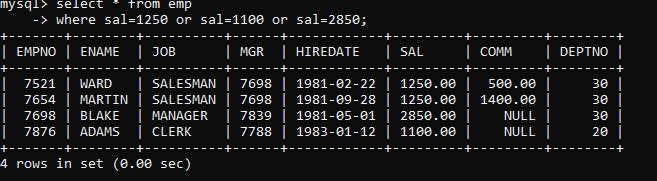 mysql> select * from emp
    -> where sal=1250 or sal=1100 or sal=2850;
+-------+--------+----------+------+------------+---------+---------+--------+
| EMPNO | ENAME  | JOB      | MGR  | HIREDATE   | SAL     | COMM    | DEPTNO |
+-------+--------+----------+------+------------+---------+---------+--------+
|  7521 | WARD   | SALESMAN | 7698 | 1981-02-22 | 1250.00 |  500.00 |     30 |
|  7654 | MARTIN | SALESMAN | 7698 | 1981-09-28 | 1250.00 | 1400.00 |     30 |
|  7698 | BLAKE  | MANAGER  | 7839 | 1981-05-01 | 2850.00 |    NULL |     30 |
|  7876 | ADAMS  | CLERK    | 7788 | 1983-01-12 | 1100.00 |    NULL |     20 |
+-------+--------+----------+------+------------+---------+---------+--------+
4 rows in set (0.00 sec)